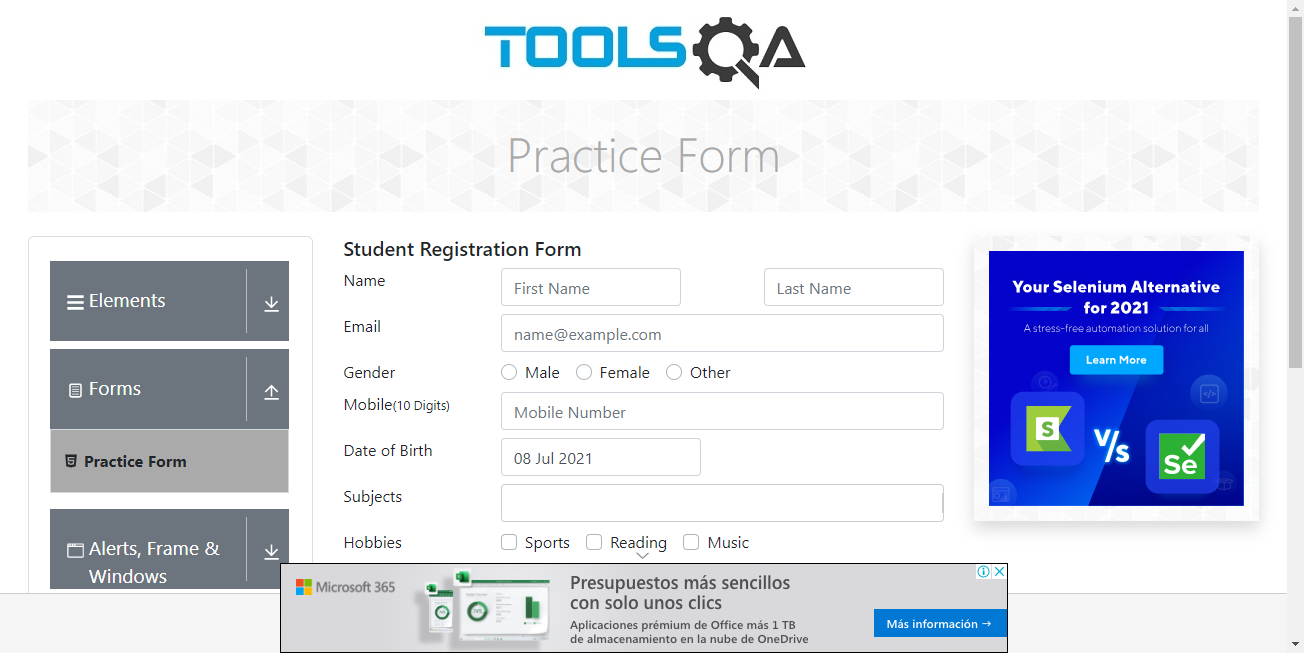 TOOLSQA
Practice Form
Elements
Forms
Practice Form
Alerts, Frame &
Windows
Student Registration Form
Name
First Name
Last Name
Email
name@example.com
Gender
Male
Female
Other
Mobile(10 Digits)
Mobile Number
Date of Birth
08 Jul 2021
Subjects
Hobbies
Sports
Reading
Music
Your Selenium Alternative
for 2021
A stress-free automation solution for all
Learn More
S
V/s
Se
Microsoft 365
Presupuestos más sencillos
con solo unos clics
Aplicaciones prémium de Office más 1 TB
de almacenamiento en la nube de OneDrive
Más información →